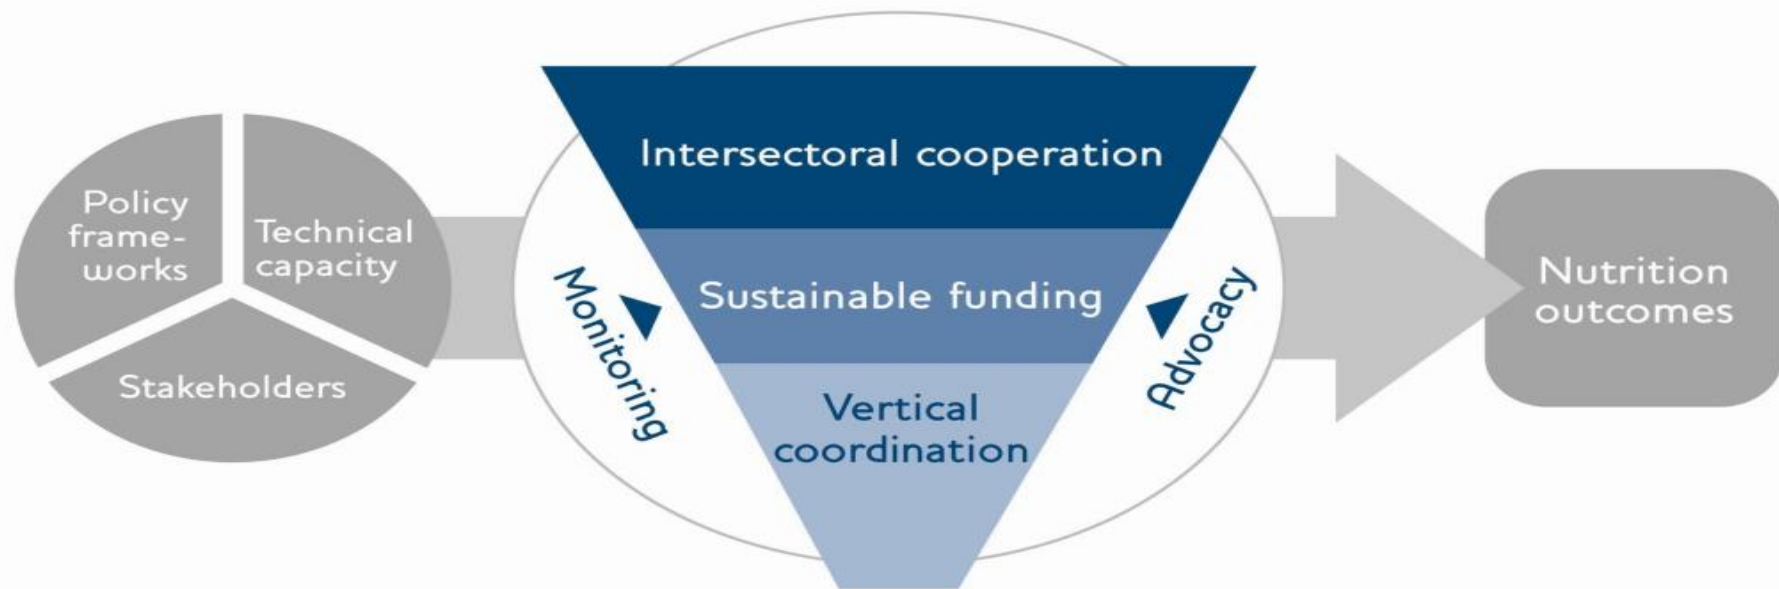 Policy
frame-
works
Technical
capacity
Stakeholders
Monitoring
Intersectoral cooperation
Sustainable funding
Vertical
coordination
Advocacy
Nutrition
outcomes